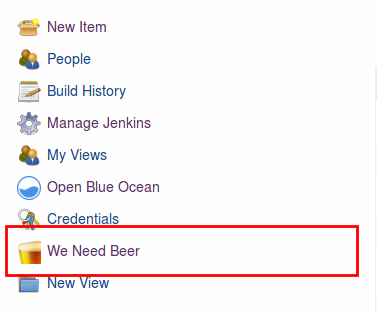 New Item
People
Build History
Manage Jenkins
My Views
Open Blue Ocean
Credentials
We Need Beer
New View